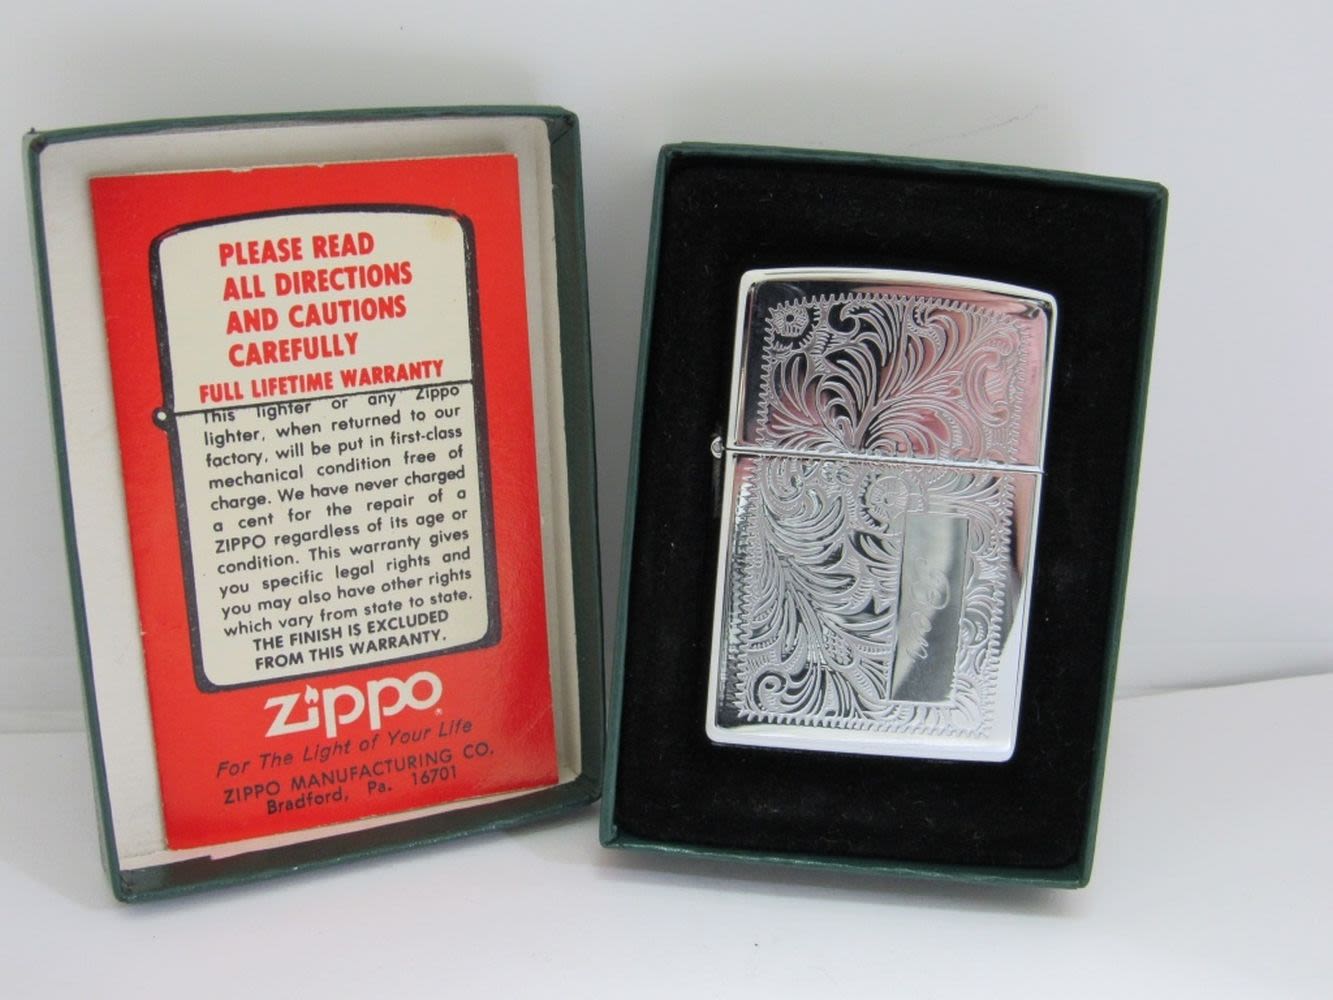 PLEASE READ
ALL DIRECTIONS
AND CAUTIONS
CAREFULLY
FULL LIFETIME WARRANTY
This lighter or any Zippo
lighter, when returned to our
factory, will be put in first-class
mechanical condition free of
charge. We have never charged
a cent for the repair of a
ZIPPO regardless of its age or
condition. This warranty gives
you specific legal rights and
you may also have other rights
which vary from state to state.
THE FINISH IS EXCLUDED
FROM THIS WARRANTY.
zippo®
For The Light of Your Life
ZIPPO MANUFACTURING CO.
Bradford, Pa. 16701
Ben